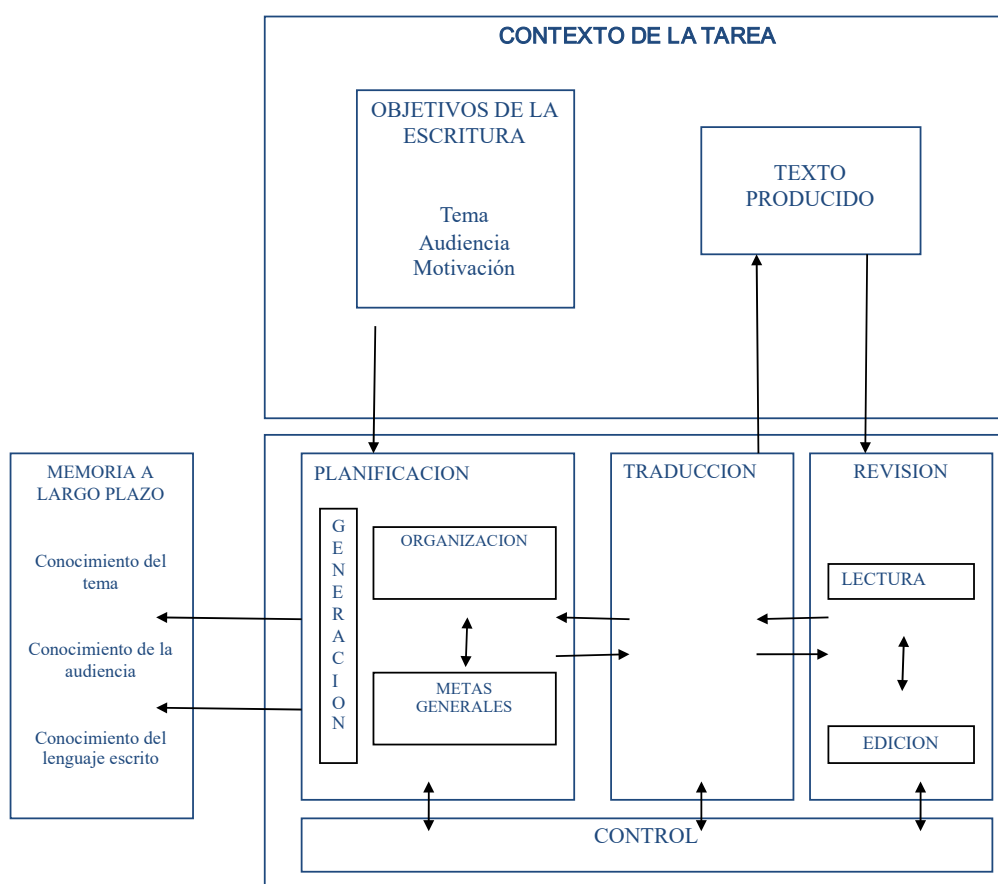 CONTEXTO DE LA TAREA
OBJETIVOS DE LA
ESCRITURA
Tema
Audiencia
Motivación
TEXTO
PRODUCIDO
MEMORIA A
LARGO PLAZO
Conocimiento del
tema
Conocimiento de la
audiencia
Conocimiento del
lenguaje escrito
PLANIFICACION
G
E
N
E
R
A
C
I
O
N
ORGANIZACION
METAS
GENERALES
TRADUCCION
REVISION
LECTURA
EDICION
CONTROL